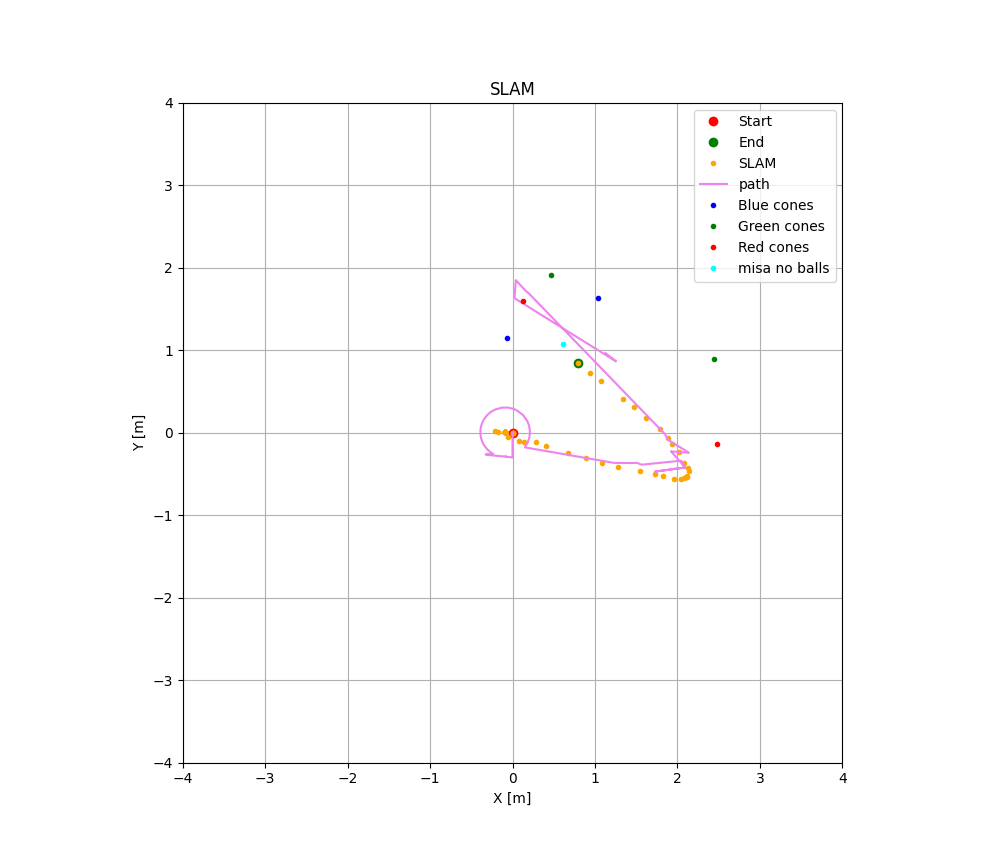 SLAM
Start
End
SLAM
path
Blue cones
Green cones
Red cones
misa no balls
4
3
2
1
0
−1
−2
−3
−4
Y [m]
−4 −3 −2 −1 0 1 2 3 4
X [m]